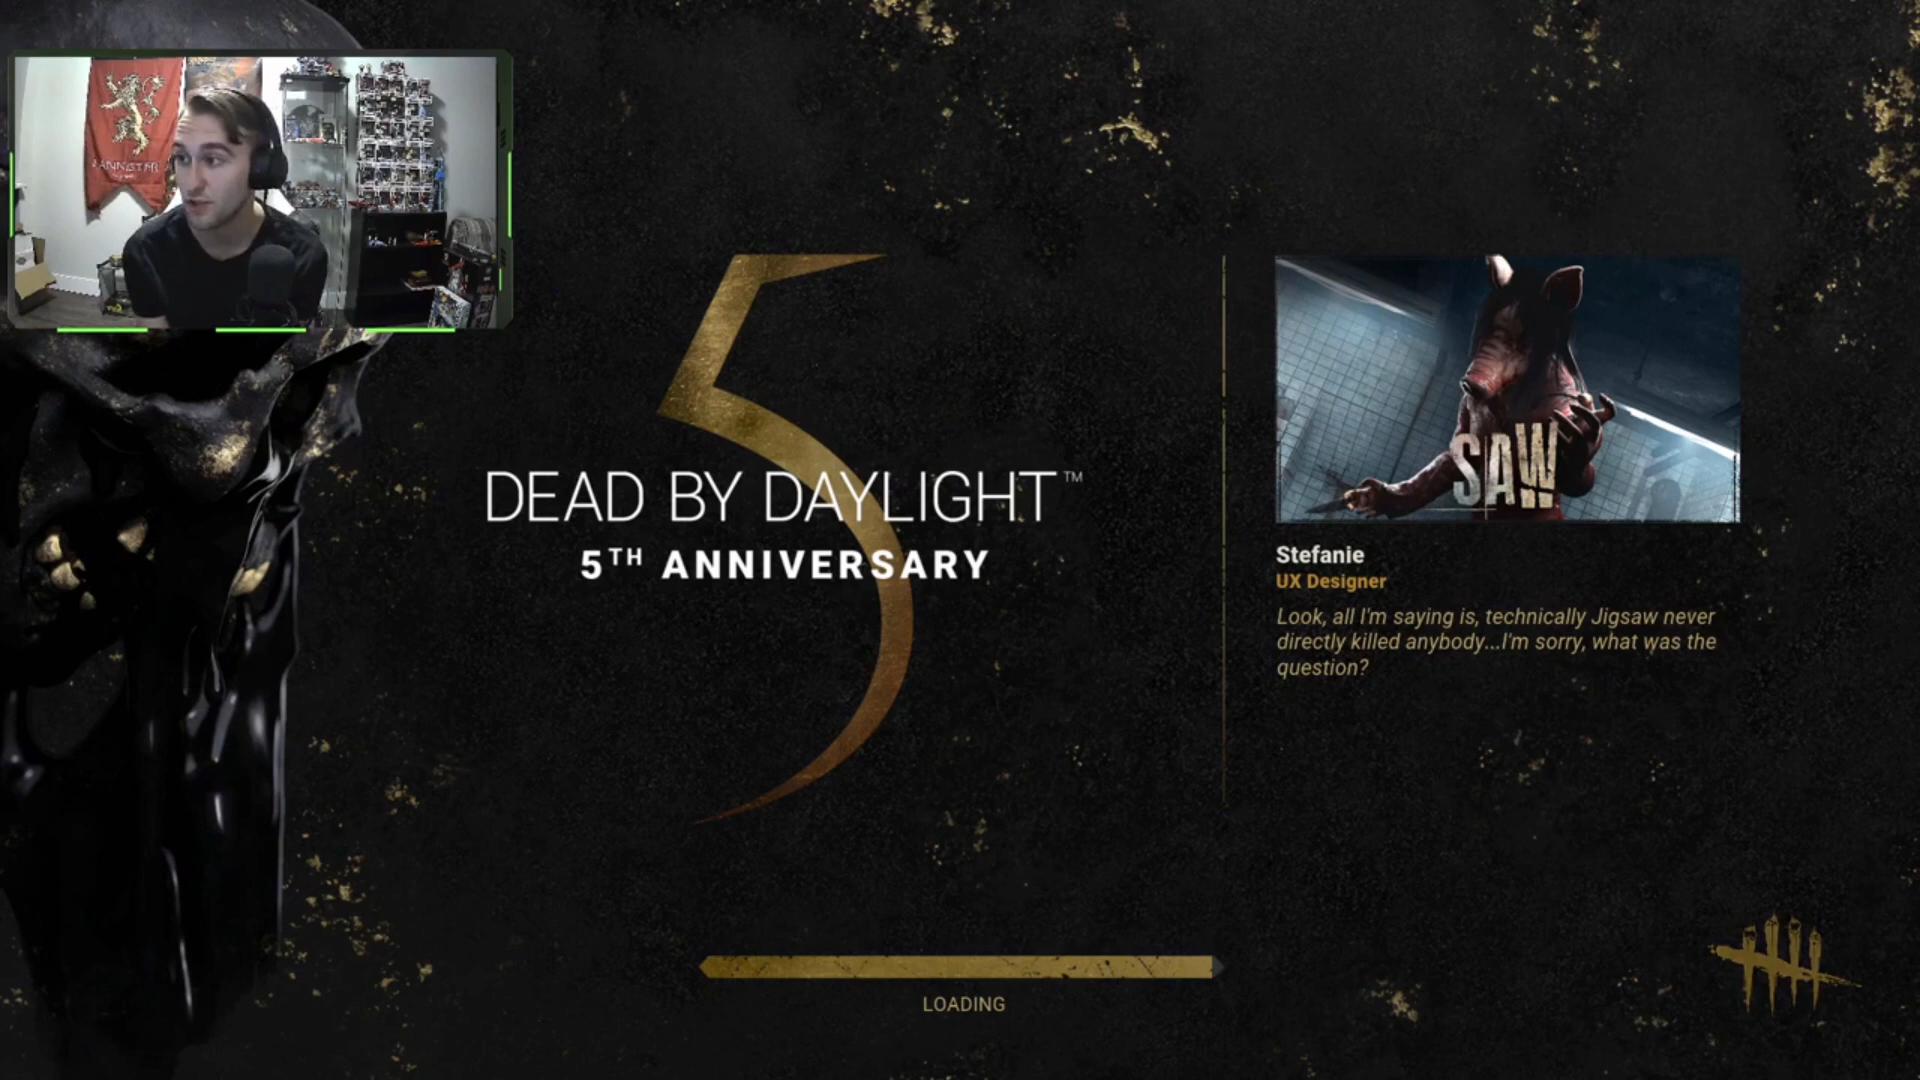 LANNISTER
DEAD BY DAYLIGHT™
5TH ANNIVERSARY
SAW
Stefanie
UX Designer
Look, all I'm saying is, technically Jigsaw never
directly killed anybody...I'm sorry, what was the
question?
LOADING